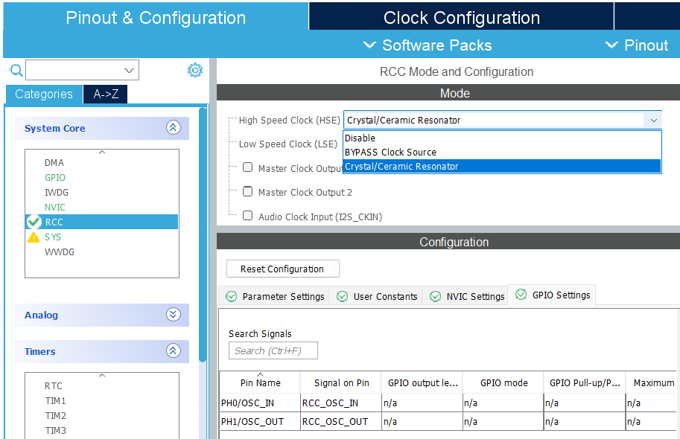 Pinout & Configuration
Clock Configuration
Software Packs
Pinout
RCC Mode and Configuration
Categories
A->Z
Mode
System Core
High Speed Clock (HSE)
Crystal/Ceramic Resonator
Disable
Low Speed Clock (LSE)
BYPASS Clock Source
Crystal/Ceramic Resonator
DMA
GPIO
IWDG
NVIC
RCC
SYS
WWDG
Master Clock Output
Master Clock Output 2
Audio Clock Input (I2S_CKIN)
Configuration
Reset Configuration
Parameter Settings
User Constants
NVIC Settings
GPIO Settings
Analog
Timers
RTC
TIM1
TIM2
TIM3
Search Signals
Search (Ctrl+F)
Pin Name Signal on Pin GPIO output le... GPIO mode GPIO Pull-up/P... Maximum
PH0/OSC_IN RCC_OSC_IN n/a n/a n/a n/a
PH1/OSC_OUT RCC_OSC_OUT n/a n/a n/a n/a